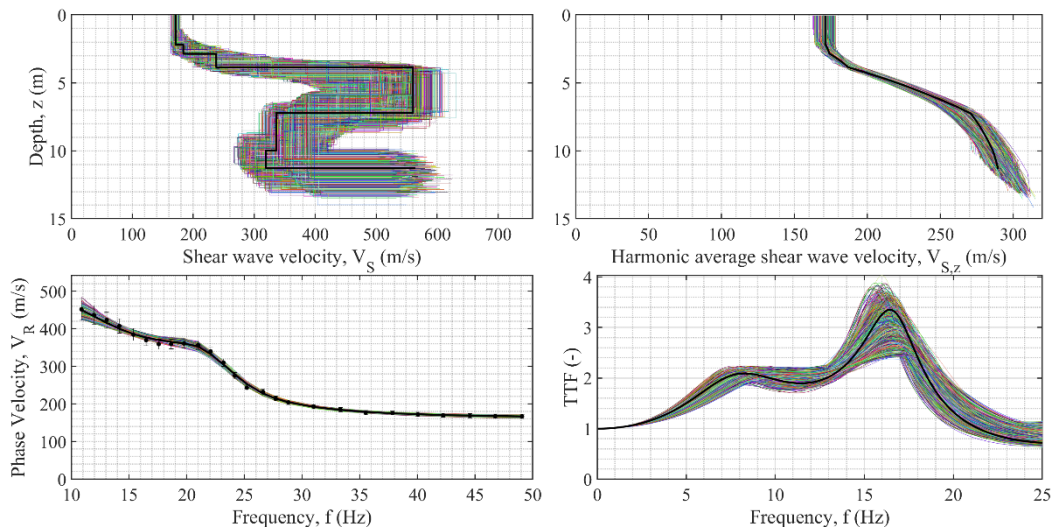 0
5
10
15
Depth, z (m)
0 100 200 300 400 500 600 700
Shear wave velocity, V_S (m/s)
0
5
10
15
0 50 100 150 200 250 300
Harmonic average shear wave velocity, V_S,z (m/s)
500
400
300
200
100
0
Phase Velocity, V_R (m/s)
10 15 20 25 30 35 40 45 50
Frequency, f (Hz)
4
3
2
1
0
TTF (-)
0 5 10 15 20 25
Frequency, f (Hz)